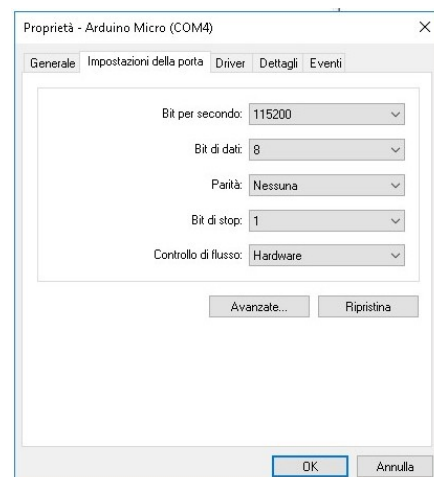 Proprietà - Arduino Micro (COM4)
Generale Impostazioni della porta Driver Dettagli Eventi
Bit per secondo: 115200
Bit di dati: 8
Parità: Nessuna
Bit di stop: 1
Controllo di flusso: Hardware
Avanzate... Ripristina
OK Annulla